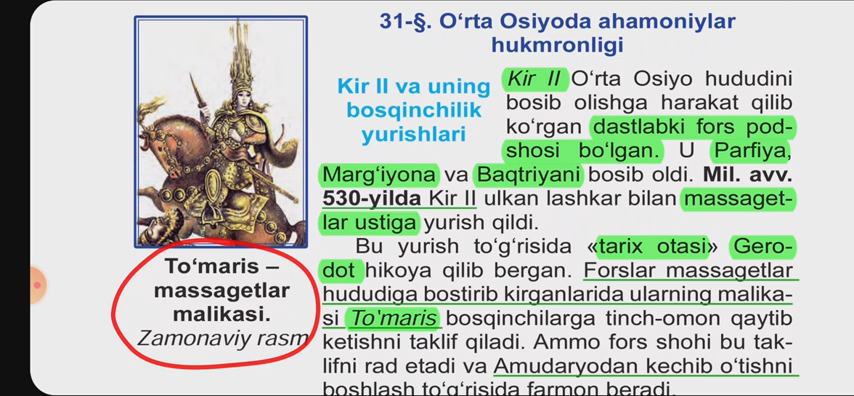 31-§. O‘rta Osiyoda ahamoniylar
hukmronligi
Kir II va uning
bosqinchilik
yurishlari
Kir II O‘rta Osiyo hududini
bosib olishga harakat qilib
ko‘rgan dastlabki fors pod-
shosi bo‘lgan. U Parfiya,
Marg‘iyona va Baqtriyani bosib oldi. Mil. avv.
530-yilda Kir II ulkan lashkar bilan massaget-
lar ustiga yurish qildi.
Bu yurish to‘g‘risida «tarix otasi» Gero-
dot hikoya qilib bergan. Forslar massagetlar
hududiga bostirib kirganlarida ularning malika-
si To'maris bosqinchilarga tinch-omon qaytib
ketishni taklif qiladi. Ammo fors shohi bu tak-
lifni rad etadi va Amudaryodan kechib o‘tishni
boshlash to‘g‘risida farmon beradi.
To‘maris –
massagetlar
malikasi.
Zamonaviy rasm